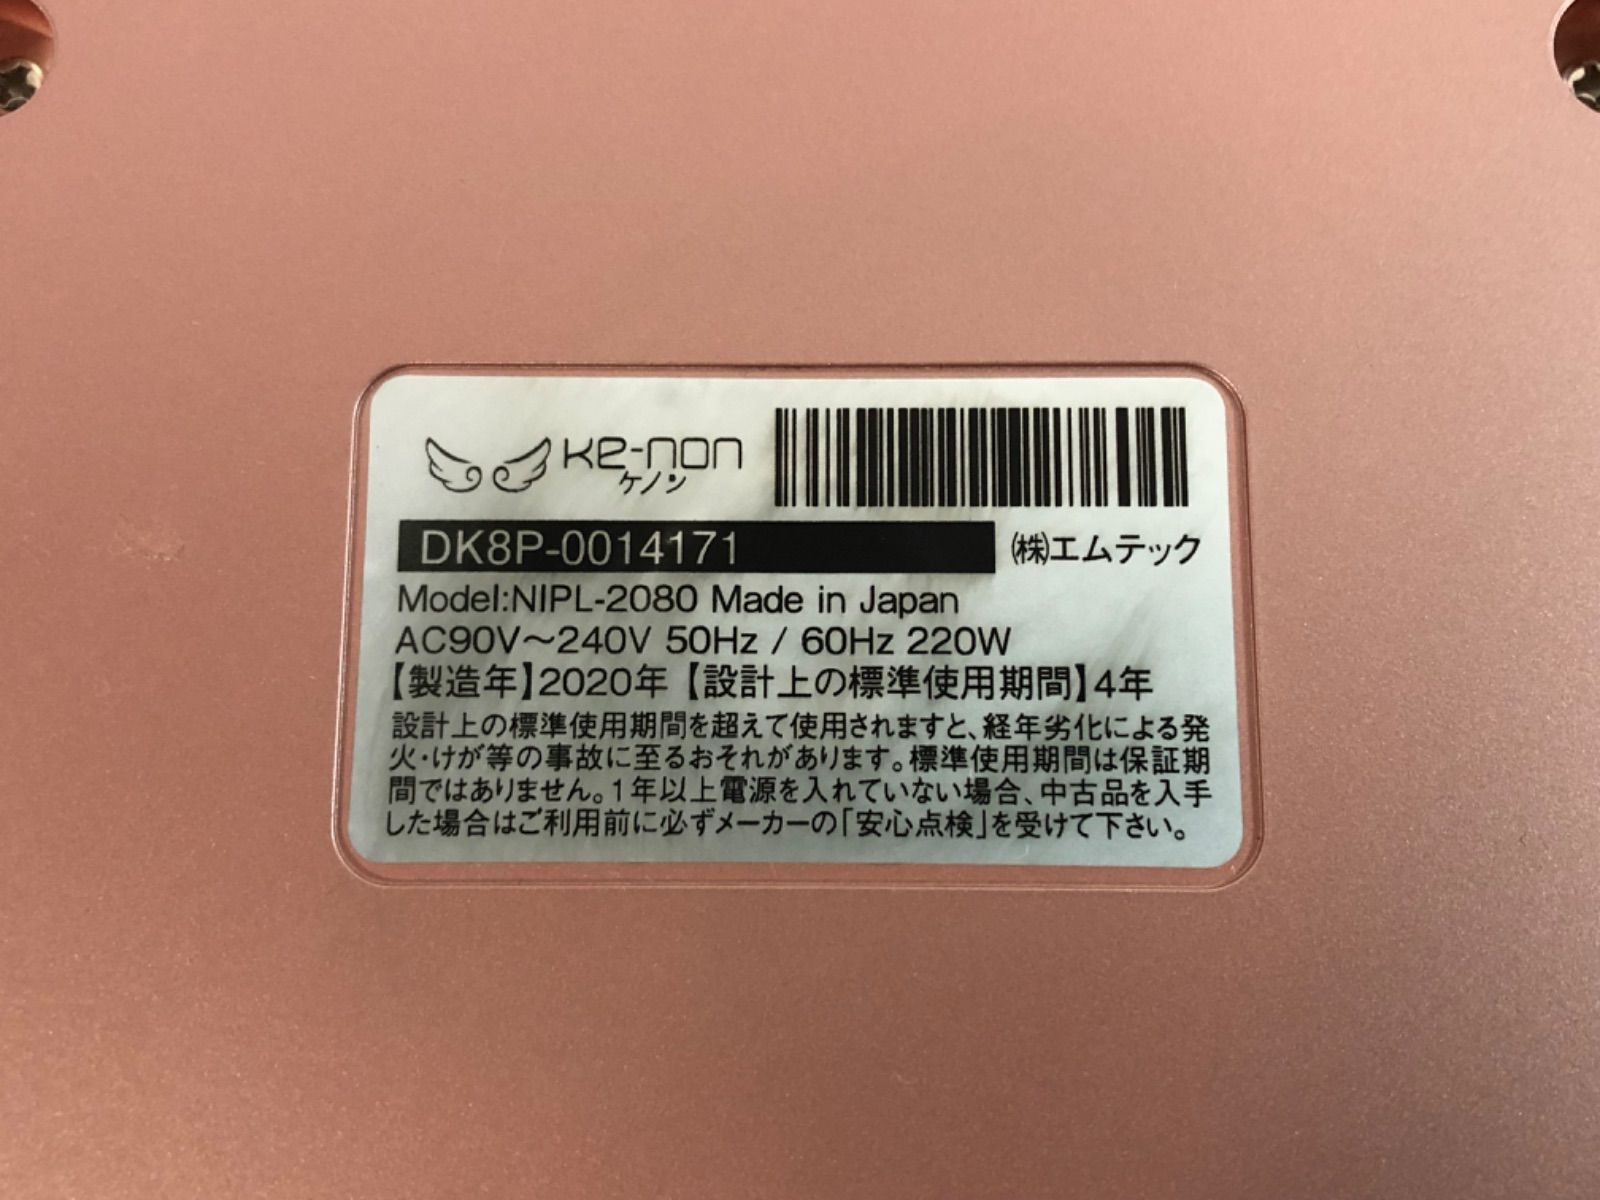 ke-non
ケノン
DK8P-0014171 ㈱エムテック
Model:NIPL-2080 Made in Japan
AC90V～240V 50Hz / 60Hz 220W
【製造年】2020年【設計上の標準使用期間】4年
設計上の標準使用期間を超えて使用されますと、経年劣化による発
火・けが等の事故に至るおそれがあります。標準使用期間は保証期
間ではありません。1年以上電源を入れていない場合、中古品を入手
した場合はご利用前に必ずメーカーの「安心点検」を受けて下さい。